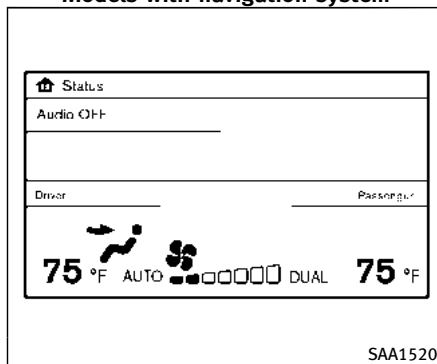 Models with navigation system
Status
Audio OFF
Driver Passenger
75 °F AUTO DUAL 75 °F
SAA1520